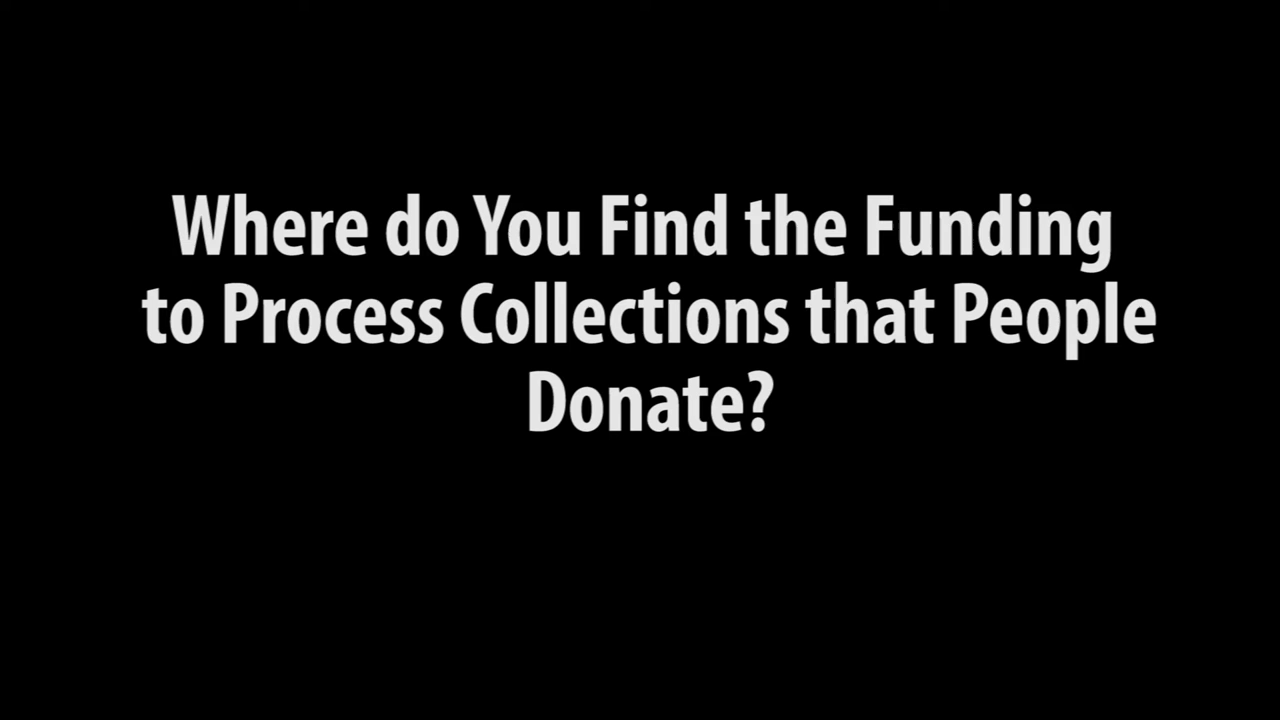 Where do You Find the Funding
to Process Collections that People
Donate?